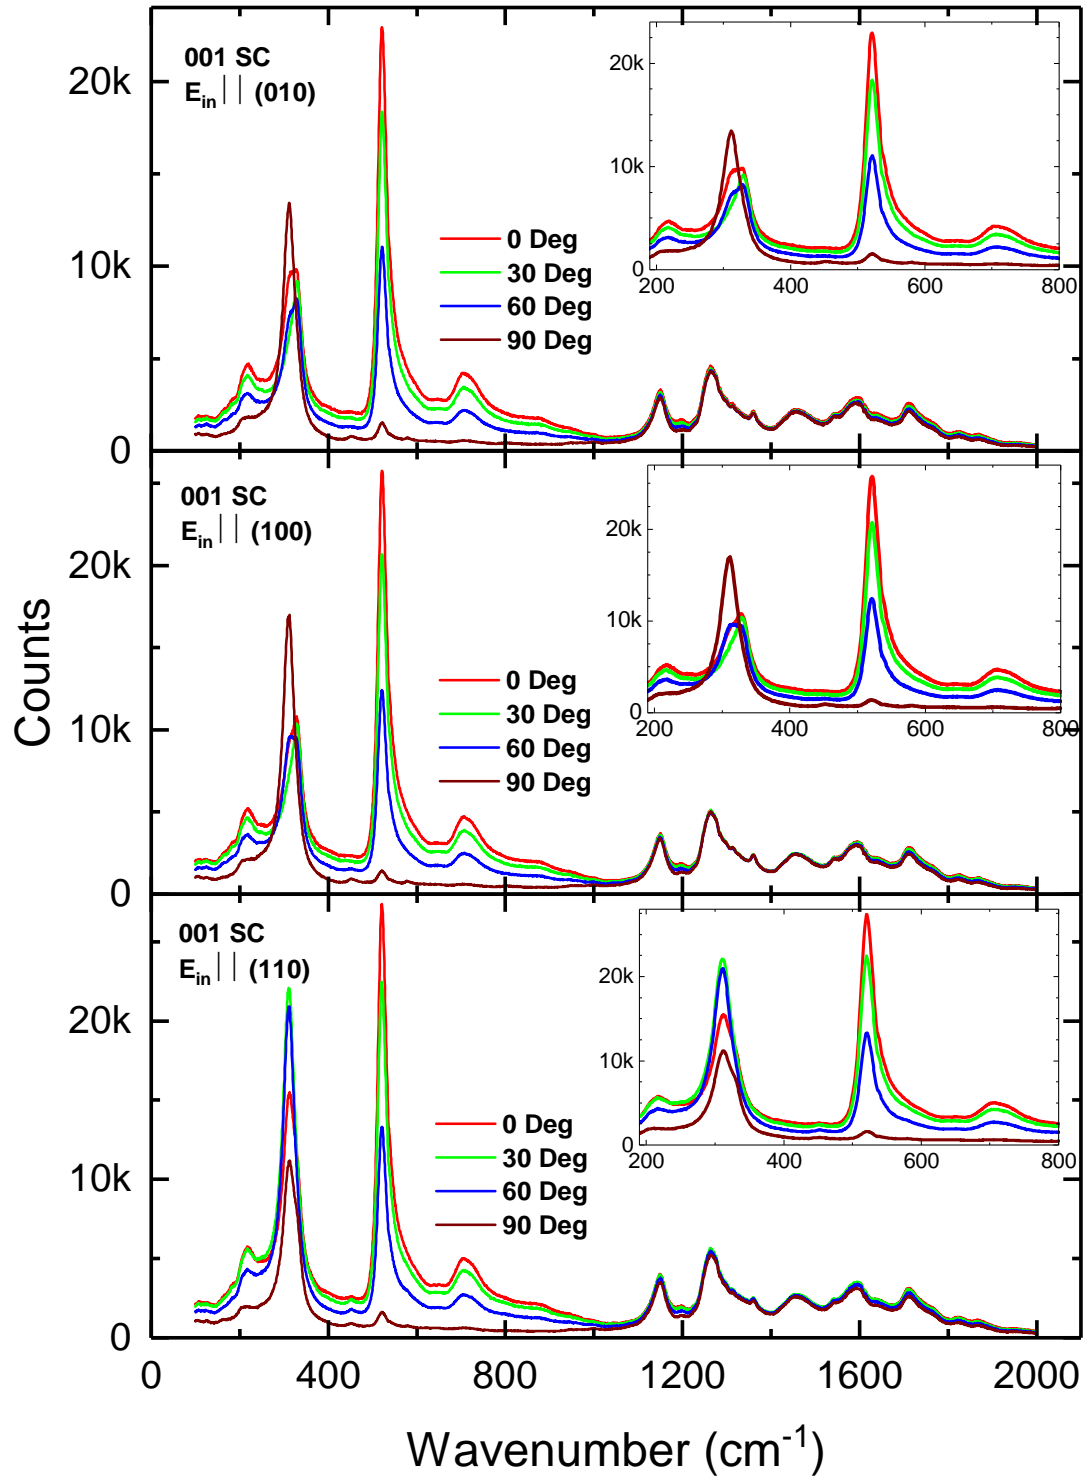 001 SC
E_in || (010)
20k
10k
0
0 Deg
30 Deg
60 Deg
90 Deg
20k
10k
0
200 400 600 800
001 SC
E_in || (100)
20k
10k
0
0 Deg
30 Deg
60 Deg
90 Deg
20k
10k
0
200 400 600 800
001 SC
E_in || (110)
20k
10k
0
0 Deg
30 Deg
60 Deg
90 Deg
20k
10k
0
200 400 600 800
Counts
0 400 800 1200 1600 2000
Wavenumber (cm⁻¹)